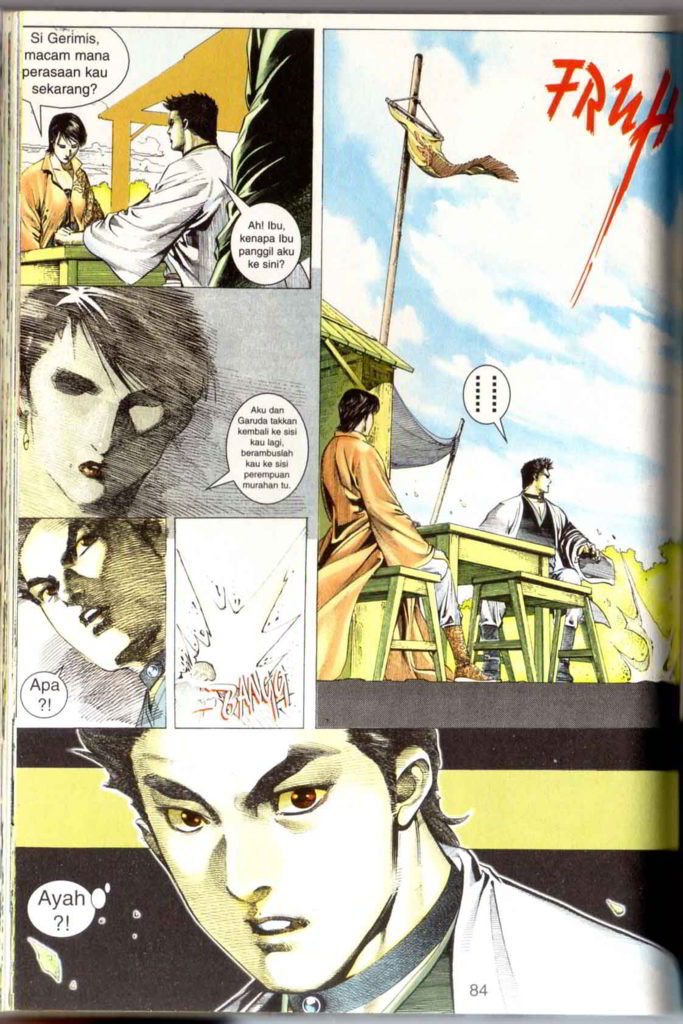 Si Gerimis,
macam mana
perasaan kau
sekarang?
Ah! Ibu,
kenapa Ibu
panggil aku
ke sini?
FRUH
Aku dan
Garuda takkan
kembali ke sisi
kau lagi,
berambuslah
kau ke sisi
perempuan
murahan tu.
Apa
?!
BANGG
Ayah
?!
84